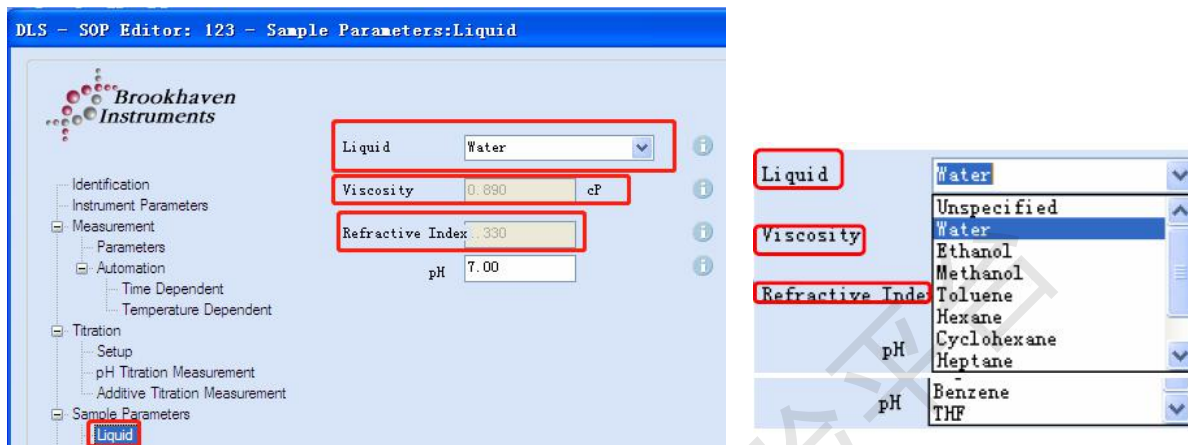 DLS - SOP Editor: 123 - Sample Parameters:Liquid
Brookhaven
Instruments
Liquid Water
Viscosity 0.890 cP
Refractive Index .330
pH 7.00
Identification
Instrument Parameters
Measurement
Parameters
Automation
Time Dependent
Temperature Dependent
Titration
Setup
pH Titration Measurement
Additive Titration Measurement
Sample Parameters
Liquid
Liquid Water
Unspecified
Viscosity Water
Ethanol
Methanol
Refractive Inde Toluene
Hexane
Cyclohexane
pH Heptane
Benzene
pH THF